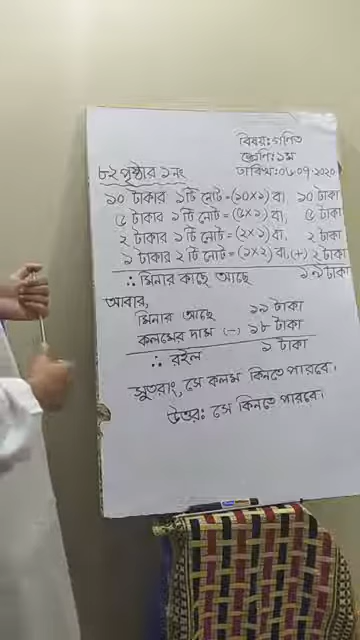 বিষয়: গণিত
শ্রেণি: ১ম
তারিখ: ০৬-০৭-২০২০
৮২ পৃষ্ঠার ১নং
১০ টাকার ১টি নোট = (১০×১) বা, ১০ টাকা
৫ টাকার ১টি নোট = (৫×১) বা, ৫ টাকা
২ টাকার ১টি নোট = (২×১) বা, ২ টাকা
১ টাকার ২টি নোট = (১×২) বা, (+) ২ টাকা
∴ মিনার কাছে আছে ১৯ টাকা
আবার,
মিনার আছে ১৯ টাকা
কলমের দাম (-) ১৮ টাকা
∴ রইল ১ টাকা
সুতরাং, সে কলম কিনতে পারবে।
উত্তর: সে কিনতে পারবে।